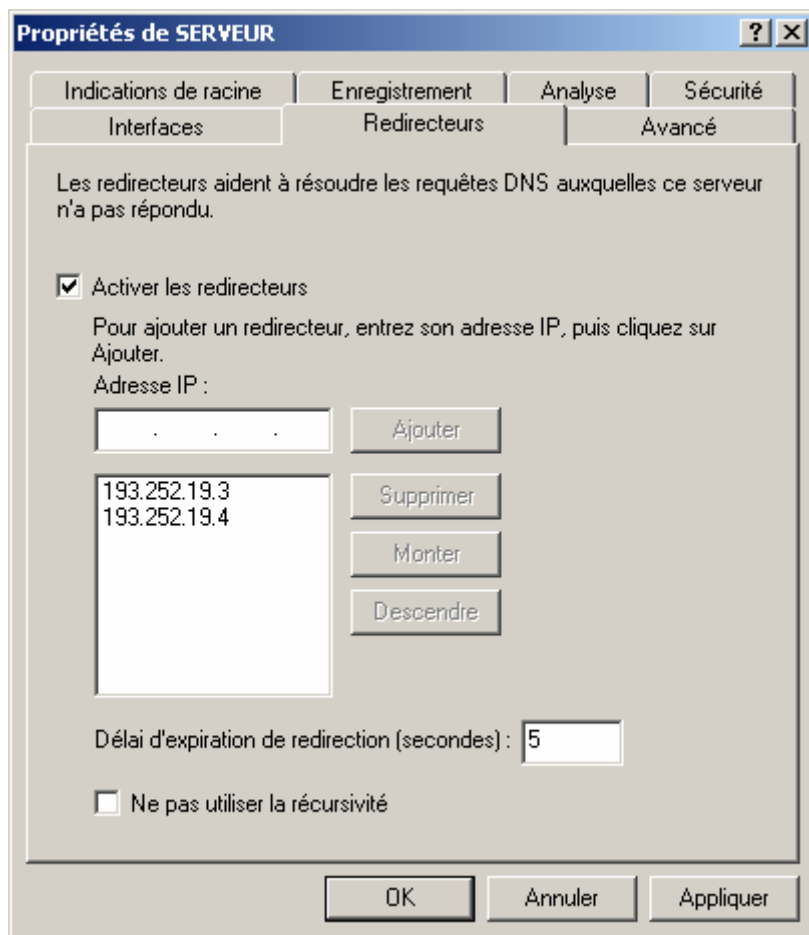 Propriétés de SERVEUR
Indications de racine
Enregistrement
Analyse
Sécurité
Interfaces
Redirecteurs
Avancé
Les redirecteurs aident à résoudre les requêtes DNS auxquelles ce serveur
n'a pas répondu.
Activer les redirecteurs
Pour ajouter un redirecteur, entrez son adresse IP, puis cliquez sur
Ajouter.
Adresse IP :
. . .
Ajouter
193.252.19.3
193.252.19.4
Supprimer
Monter
Descendre
Délai d'expiration de redirection (secondes) : 5
Ne pas utiliser la récursivité
OK
Annuler
Appliquer